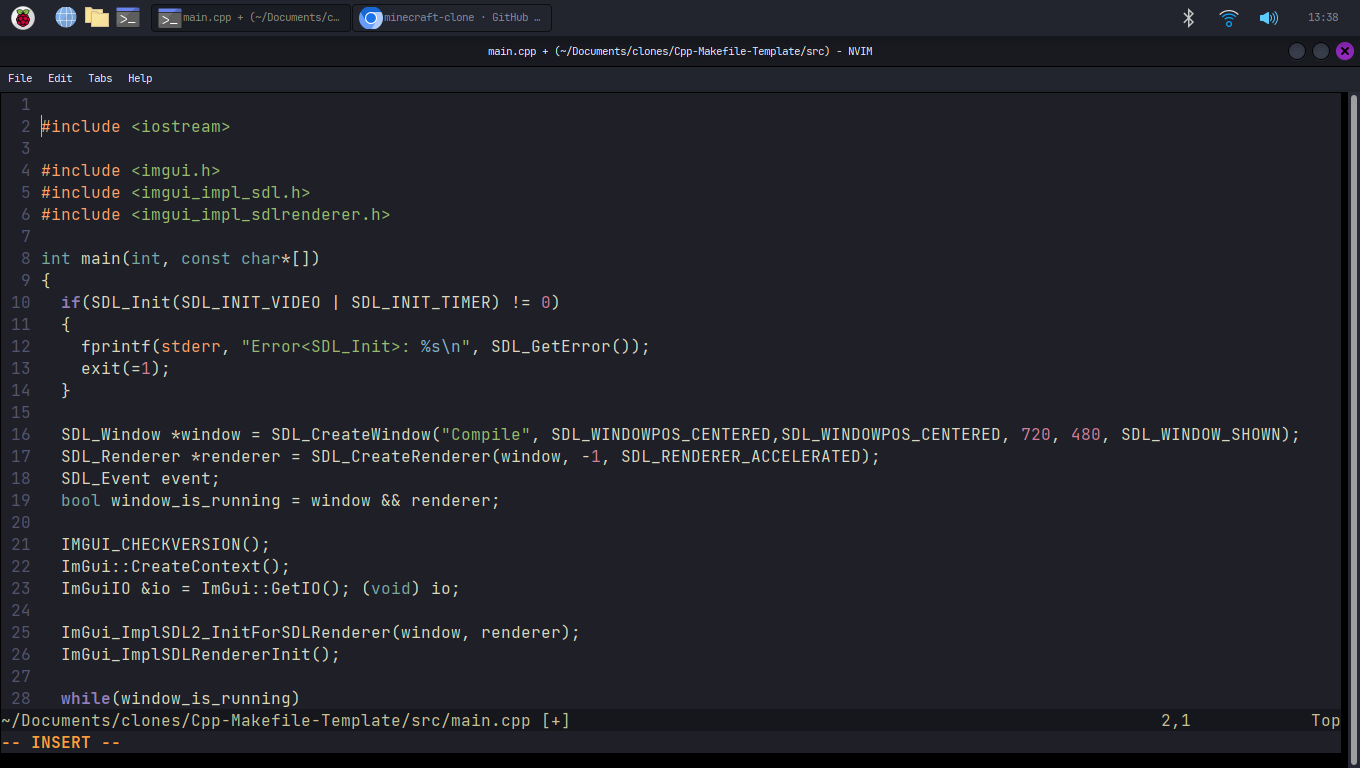 main.cpp + (~/Documents/c…
minecraft-clone · GitHub …
13:38
main.cpp + (~/Documents/clones/Cpp-Makefile-Template/src) - NVIM
File Edit Tabs Help
1
2 #include <iostream>
3
4 #include <imgui.h>
5 #include <imgui_impl_sdl.h>
6 #include <imgui_impl_sdlrenderer.h>
7
8 int main(int, const char*[])
9 {
10   if(SDL_Init(SDL_INIT_VIDEO | SDL_INIT_TIMER) != 0)
11   {
12     fprintf(stderr, "Error<SDL_Init>: %s\n", SDL_GetError());
13     exit(=1);
14   }
15
16   SDL_Window *window = SDL_CreateWindow("Compile", SDL_WINDOWPOS_CENTERED,SDL_WINDOWPOS_CENTERED, 720, 480, SDL_WINDOW_SHOWN);
17   SDL_Renderer *renderer = SDL_CreateRenderer(window, -1, SDL_RENDERER_ACCELERATED);
18   SDL_Event event;
19   bool window_is_running = window && renderer;
20
21   IMGUI_CHECKVERSION();
22   ImGui::CreateContext();
23   ImGuiIO &io = ImGui::GetIO(); (void) io;
24
25   ImGui_ImplSDL2_InitForSDLRenderer(window, renderer);
26   ImGui_ImplSDLRendererInit();
27
28   while(window_is_running)
~/Documents/clones/Cpp-Makefile-Template/src/main.cpp [+] 2,1 Top
-- INSERT --